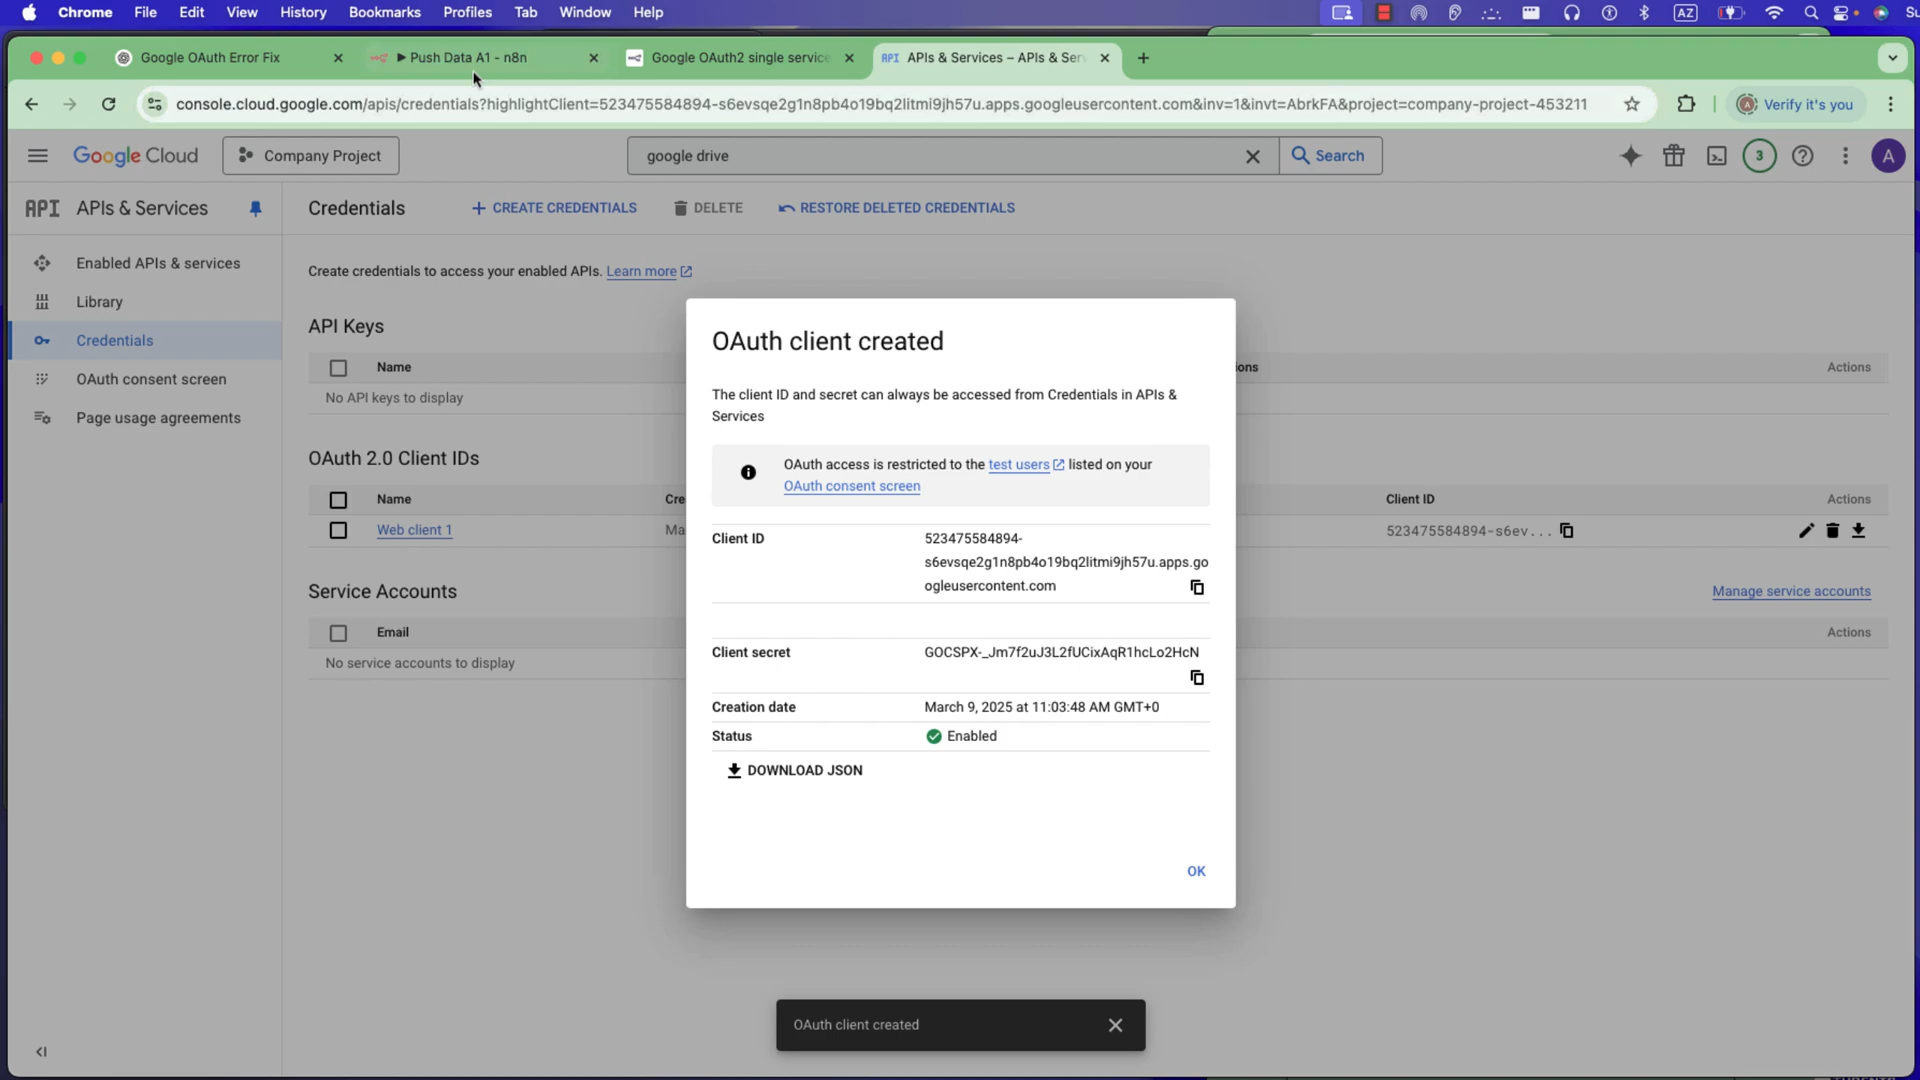 Chrome File Edit View History Bookmarks Profiles Tab Window Help AZ
Google OAuth Error Fix
Push Data A1 - n8n
Google OAuth2 single service
API APIs & Services – APIs & Ser
console.cloud.google.com/apis/credentials?highlightClient=523475584894-s6evsqe2g1n8pb4o19bq2litmi9jh57u.apps.googleusercontent.com&inv=1&invt=AbrkFA&project=company-project-453211
Verify it's you
Google Cloud
Company Project
google drive
Search
3
A
API APIs & Services
Credentials
CREATE CREDENTIALS
DELETE
RESTORE DELETED CREDENTIALS
Enabled APIs & services
Library
Credentials
OAuth consent screen
Page usage agreements
Create credentials to access your enabled APIs. Learn more
API Keys
Name
ions
Actions
No API keys to display
OAuth 2.0 Client IDs
Name
Cre
Client ID
Actions
Web client 1
Ma
523475584894-s6ev...
Service Accounts
Manage service accounts
Email
Actions
No service accounts to display
OAuth client created
The client ID and secret can always be accessed from Credentials in APIs &
Services
OAuth access is restricted to the test users listed on your
OAuth consent screen
Client ID
523475584894-
s6evsqe2g1n8pb4o19bq2litmi9jh57u.apps.go
ogleusercontent.com
Client secret
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
Creation date
March 9, 2025 at 11:03:48 AM GMT+0
Status
Enabled
DOWNLOAD JSON
OK
OAuth client created